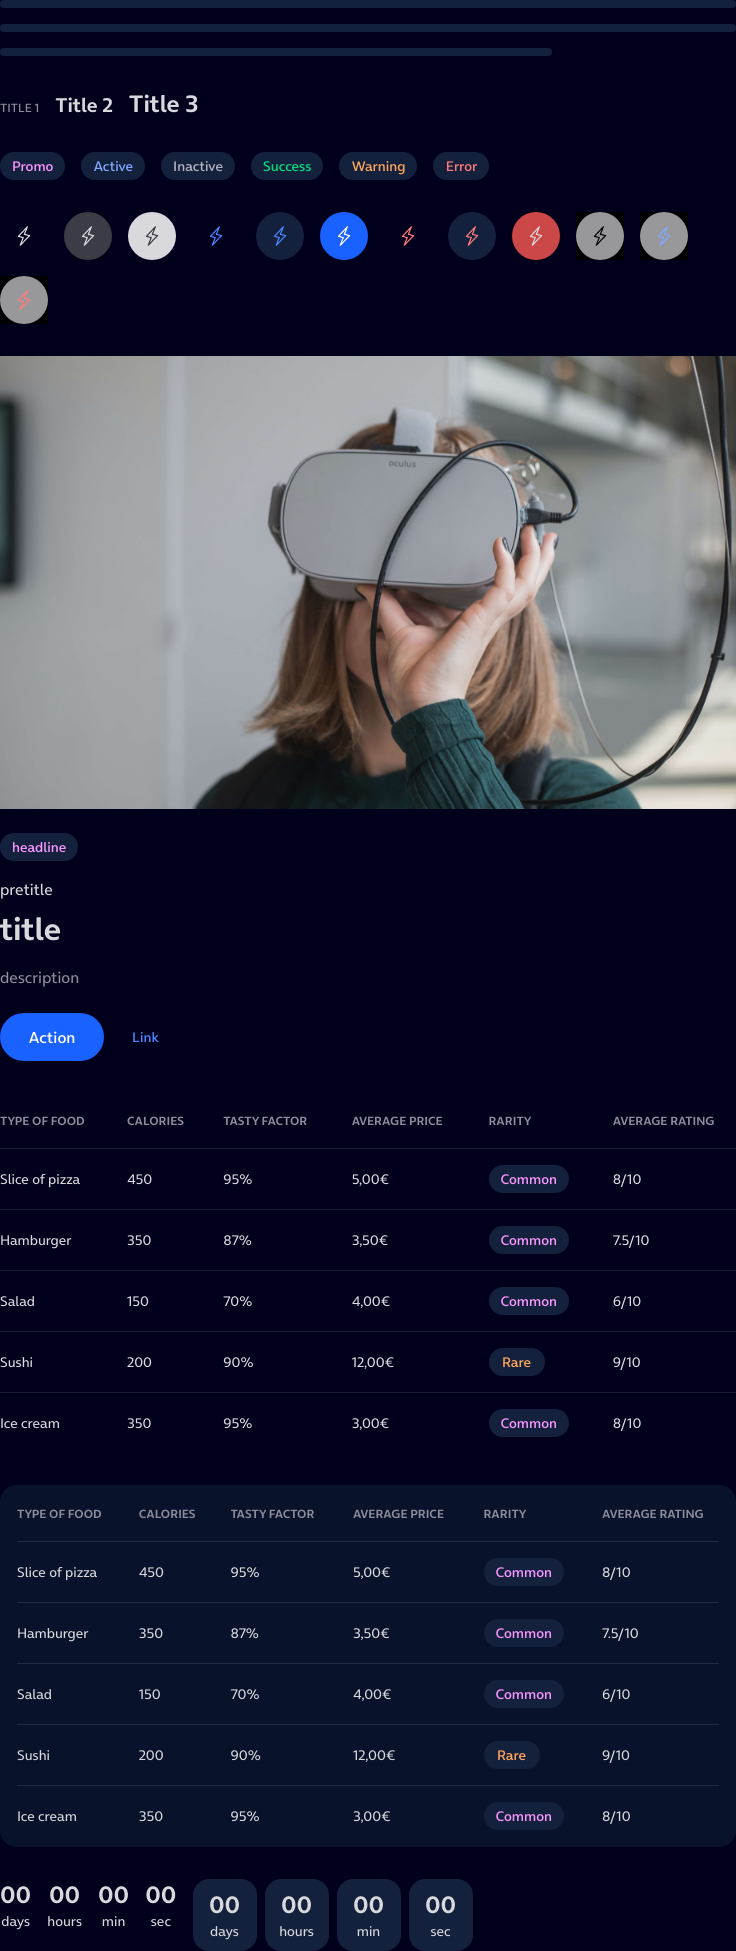 TITLE 1 Title 2 Title 3
Promo Active Inactive Success Warning Error
oculus
headline
pretitle
title
description
Action Link
TYPE OF FOOD CALORIES TASTY FACTOR AVERAGE PRICE RARITY AVERAGE RATING
Slice of pizza 450 95% 5,00€ Common 8/10
Hamburger 350 87% 3,50€ Common 7.5/10
Salad 150 70% 4,00€ Common 6/10
Sushi 200 90% 12,00€ Rare 9/10
Ice cream 350 95% 3,00€ Common 8/10
TYPE OF FOOD CALORIES TASTY FACTOR AVERAGE PRICE RARITY AVERAGE RATING
Slice of pizza 450 95% 5,00€ Common 8/10
Hamburger 350 87% 3,50€ Common 7.5/10
Salad 150 70% 4,00€ Common 6/10
Sushi 200 90% 12,00€ Rare 9/10
Ice cream 350 95% 3,00€ Common 8/10
00 00 00 00 00 00 00 00
days hours min sec days hours min sec